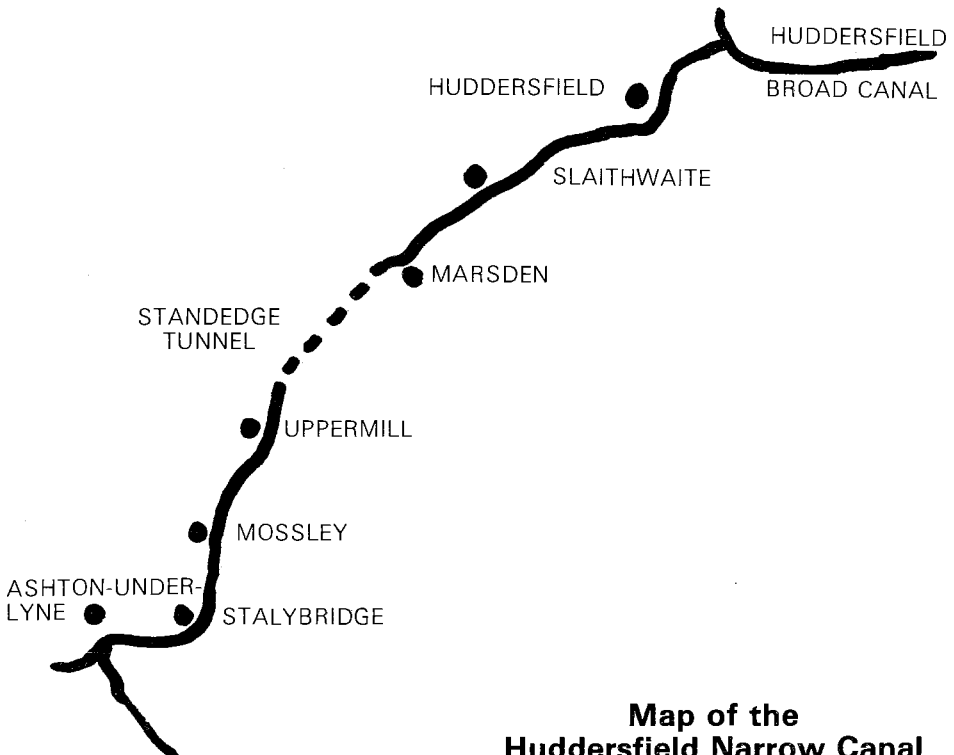 HUDDERSFIELD
BROAD CANAL
HUDDERSFIELD
SLAITHWAITE
MARSDEN
STANDEDGE
TUNNEL
UPPERMILL
MOSSLEY
ASHTON-UNDER-
LYNE
STALYBRIDGE
Map of the
Huddersfield Narrow Canal